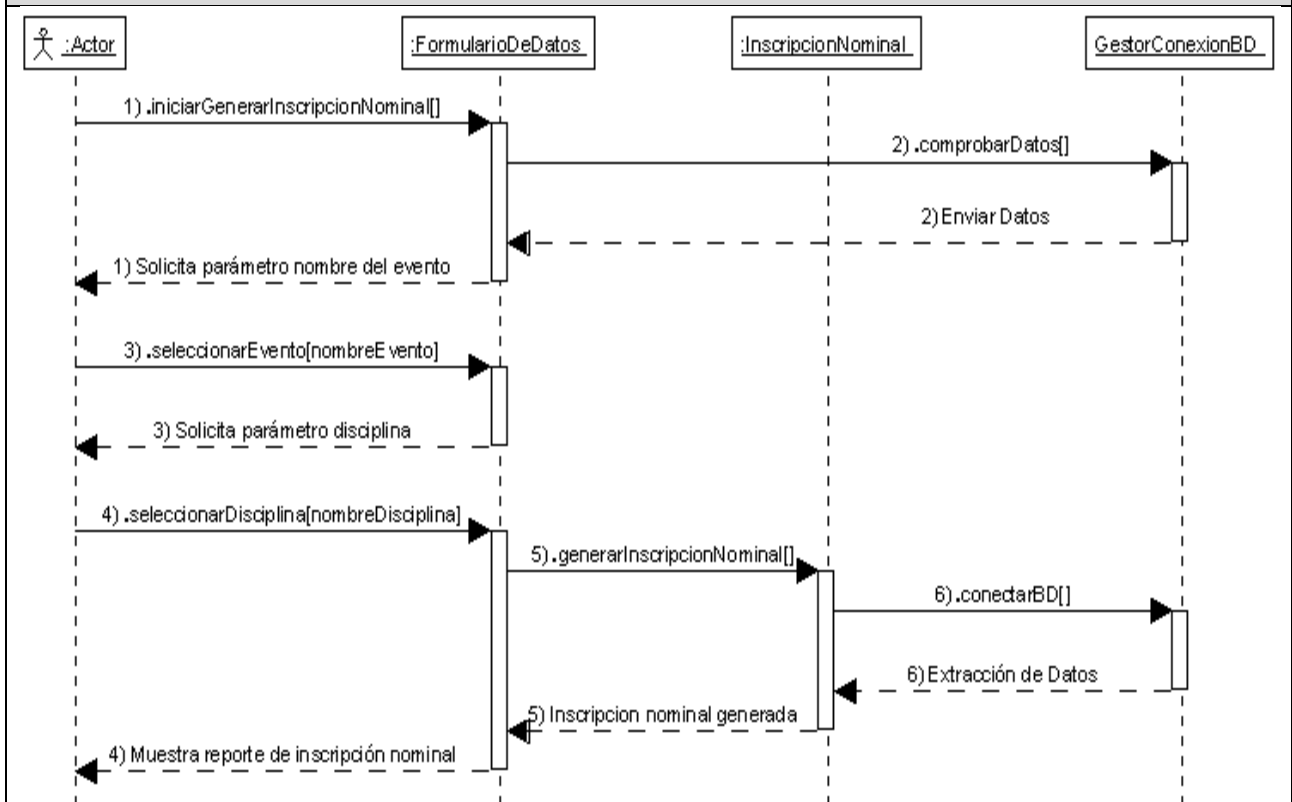 :Actor
:FormularioDeDatos
:InscripcionNominal
GestorConexionBD
1) .iniciarGenerarInscripcionNominal[]
2) .comprobarDatos[]
2)Enviar Datos
1) Solicita parámetro nombre del evento
3) .seleccionarEvento[nombreEvento]
3) Solicita parámetro disciplina
4) .seleccionarDisciplina[nombreDisciplina]
5).generarInscripcionNominal[]
6).conectarBD[]
6)Extracción de Datos
5) Inscripcion nominal generada
4) Muestra reporte de inscripción nominal